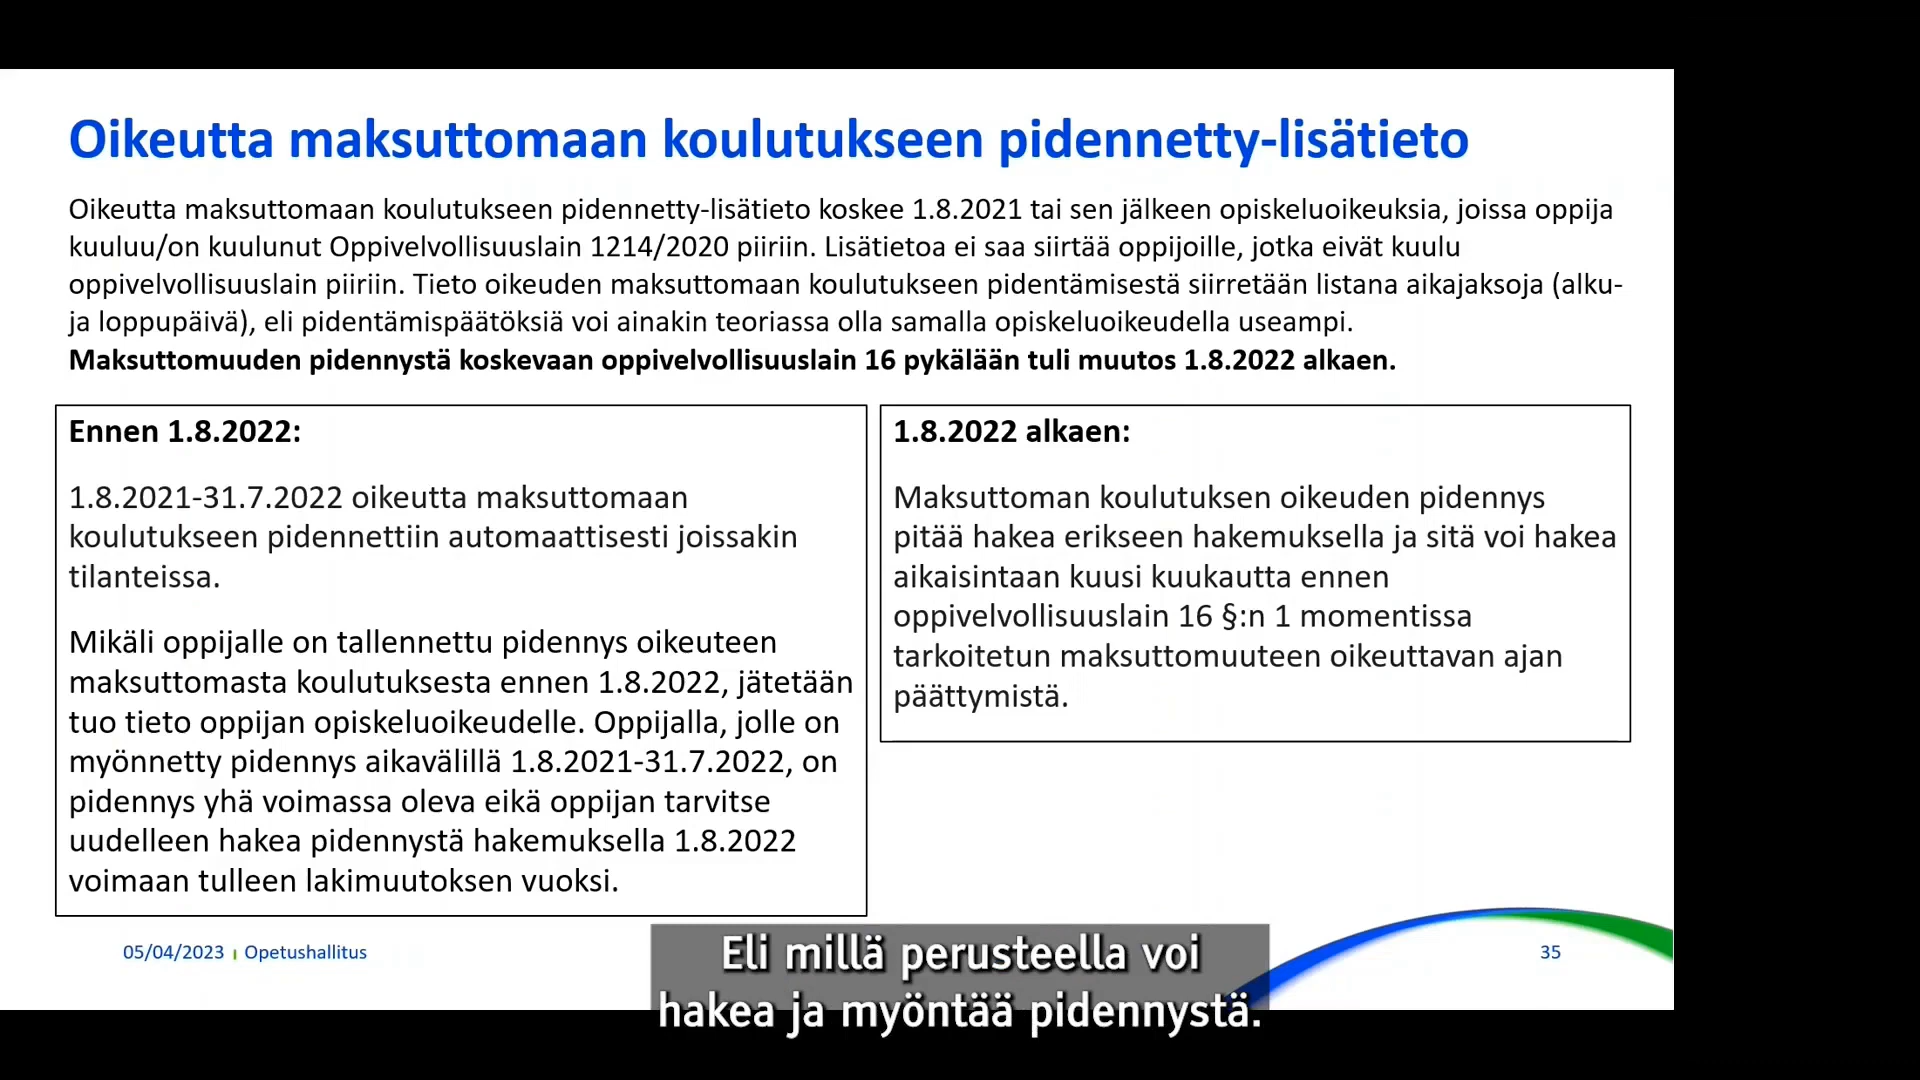 Oikeutta maksuttomaan koulutukseen pidennetty-lisätieto
Oikeutta maksuttomaan koulutukseen pidennetty-lisätieto koskee 1.8.2021 tai sen jälkeen opiskeluoikeuksia, joissa oppija
kuuluu/on kuulunut Oppivelvollisuuslain 1214/2020 piiriin. Lisätietoa ei saa siirtää oppijoille, jotka eivät kuulu
oppivelvollisuuslain piiriin. Tieto oikeuden maksuttomaan koulutukseen pidentämisestä siirretään listana aikajaksoja (alku-
ja loppupäivä), eli pidentämispäätöksiä voi ainakin teoriassa olla samalla opiskeluoikeudella useampi.
Maksuttomuuden pidennystä koskevaan oppivelvollisuuslain 16 pykälään tuli muutos 1.8.2022 alkaen.
Ennen 1.8.2022:
1.8.2021-31.7.2022 oikeutta maksuttomaan
koulutukseen pidennettiin automaattisesti joissakin
tilanteissa.
Mikäli oppijalle on tallennettu pidennys oikeuteen
maksuttomasta koulutuksesta ennen 1.8.2022, jätetään
tuo tieto oppijan opiskeluoikeudelle. Oppijalla, jolle on
myönnetty pidennys aikavälillä 1.8.2021-31.7.2022, on
pidennys yhä voimassa oleva eikä oppijan tarvitse
uudelleen hakea pidennystä hakemuksella 1.8.2022
voimaan tulleen lakimuutoksen vuoksi.
1.8.2022 alkaen:
Maksuttoman koulutuksen oikeuden pidennys
pitää hakea erikseen hakemuksella ja sitä voi hakea
aikaisintaan kuusi kuukautta ennen
oppivelvollisuuslain 16 §:n 1 momentissa
tarkoitetun maksuttomuuteen oikeuttavan ajan
päättymistä.
05/04/2023 Opetushallitus
35
Eli millä perusteella voi
hakea ja myöntää pidennystä.